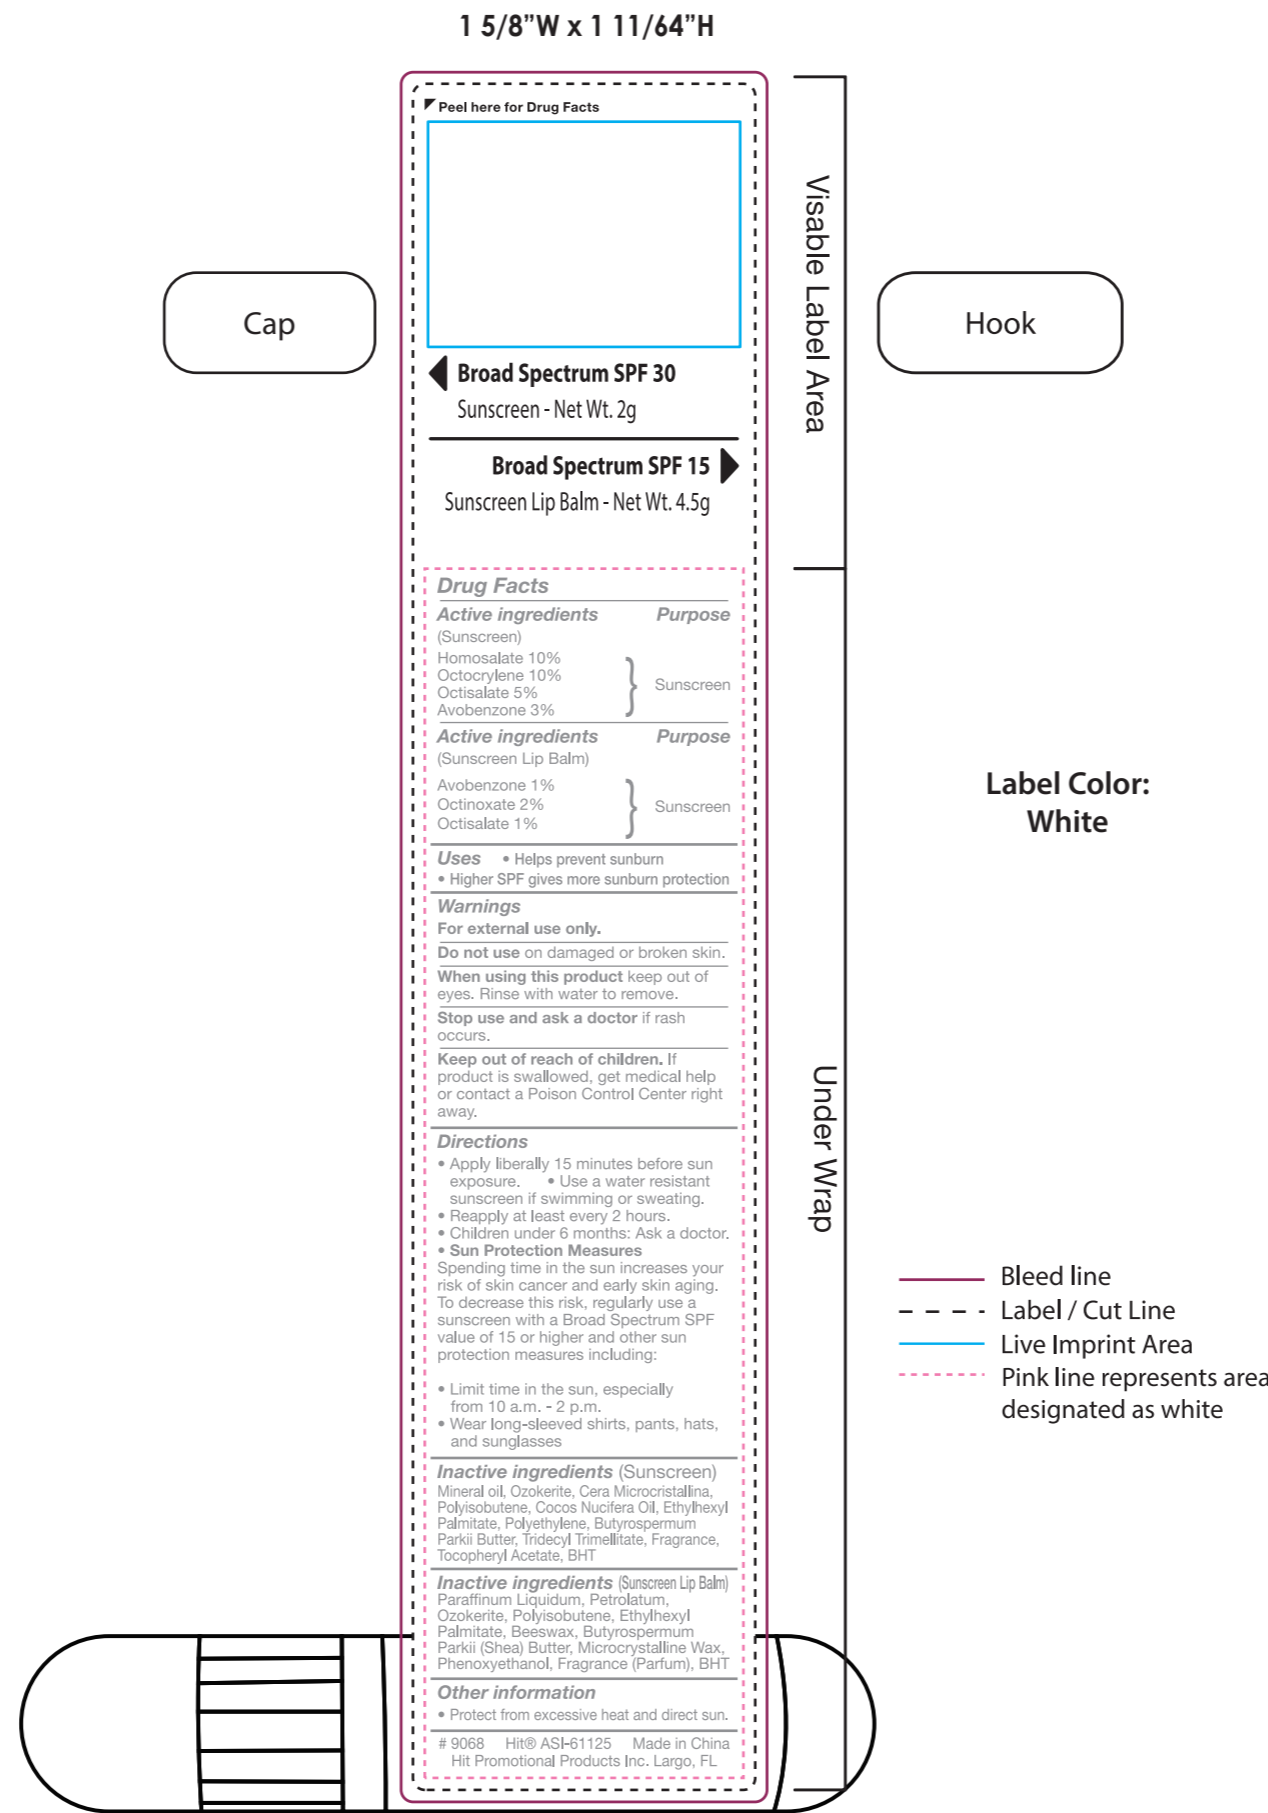 1 5/8”W x 1 11/64”H
Peel here for Drug Facts
Visable Label Area
Cap
Hook
Broad Spectrum SPF 30
Sunscreen - Net Wt. 2g
Broad Spectrum SPF 15
Sunscreen Lip Balm - Net Wt. 4.5g
Drug Facts
Active ingredients Purpose
(Sunscreen)
Homosalate 10%
Octocrylene 10%
Octisalate 5%
Avobenzone 3%
} Sunscreen
Active ingredients Purpose
(Sunscreen Lip Balm)
Avobenzone 1%
Octinoxate 2%
Octisalate 1%
} Sunscreen
Label Color:
White
Uses • Helps prevent sunburn
• Higher SPF gives more sunburn protection
Warnings
For external use only.
Do not use on damaged or broken skin.
When using this product keep out of
eyes. Rinse with water to remove.
Stop use and ask a doctor if rash
occurs.
Keep out of reach of children. If
product is swallowed, get medical help
or contact a Poison Control Center right
away.
Under Wrap
Directions
• Apply liberally 15 minutes before sun
exposure. • Use a water resistant
sunscreen if swimming or sweating.
• Reapply at least every 2 hours.
• Children under 6 months: Ask a doctor.
• Sun Protection Measures
Spending time in the sun increases your
risk of skin cancer and early skin aging.
To decrease this risk, regularly use a
sunscreen with a Broad Spectrum SPF
value of 15 or higher and other sun
protection measures including:
• Limit time in the sun, especially
from 10 a.m. - 2 p.m.
• Wear long-sleeved shirts, pants, hats,
and sunglasses
Bleed line
Label / Cut Line
Live Imprint Area
Pink line represents area
designated as white
Inactive ingredients (Sunscreen)
Mineral oil, Ozokerite, Cera Microcristallina,
Polyisobutene, Cocos Nucifera Oil, Ethylhexyl
Palmitate, Polyethylene, Butyrospermum
Parkii Butter, Tridecyl Trimellitate, Fragrance,
Tocopheryl Acetate, BHT
Inactive ingredients (Sunscreen Lip Balm)
Paraffinum Liquidum, Petrolatum,
Ozokerite, Polyisobutene, Ethylhexyl
Palmitate, Beeswax, Butyrospermum
Parkii (Shea) Butter, Microcrystalline Wax,
Phenoxyethanol, Fragrance (Parfum), BHT
Other information
• Protect from excessive heat and direct sun.
# 9068 Hit® ASI-61125 Made in China
Hit Promotional Products Inc. Largo, FL